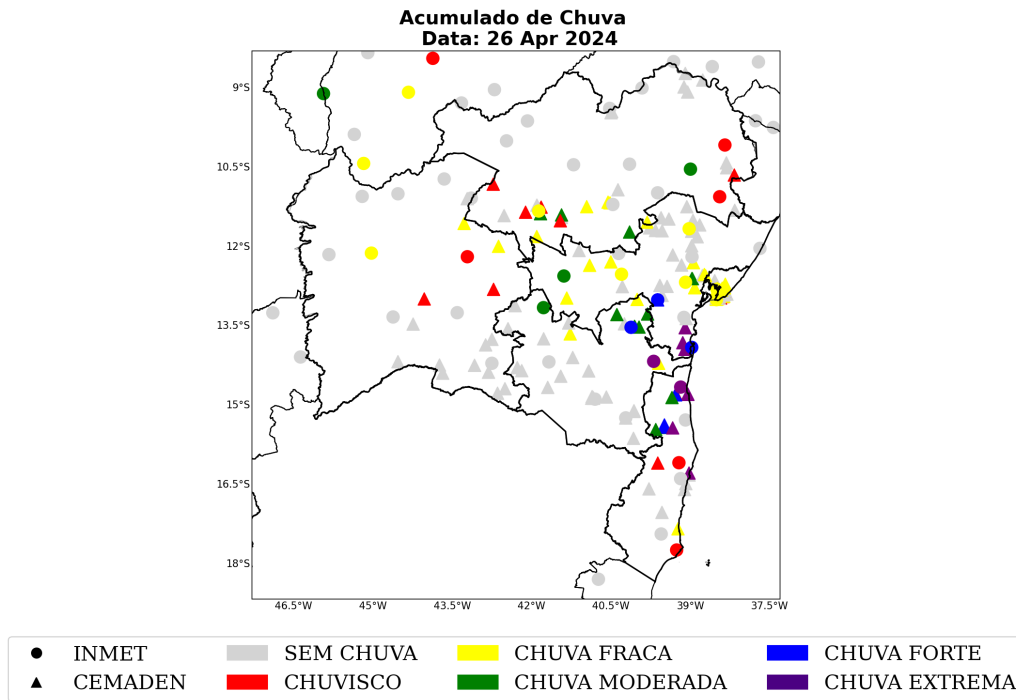 Acumulado de Chuva
Data: 26 Apr 2024
9°S
10.5°S
12°S
13.5°S
15°S
16.5°S
18°S
46.5°W 45°W 43.5°W 42°W 40.5°W 39°W 37.5°W
INMET SEM CHUVA CHUVA FRACA CHUVA FORTE
CEMADEN CHUVISCO CHUVA MODERADA CHUVA EXTREMA